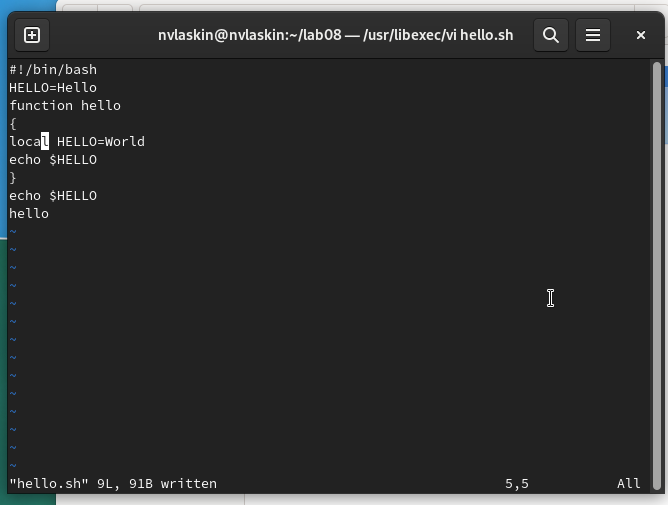 nvlaskin@nvlaskin:~/lab08 — /usr/libexec/vi hello.sh
#!/bin/bash
HELLO=Hello
function hello
{
local HELLO=World
echo $HELLO
}
echo $HELLO
hello
~
~
~
~
~
~
~
~
~
~
~
~
~
~
"hello.sh" 9L, 91B written 5,5 All